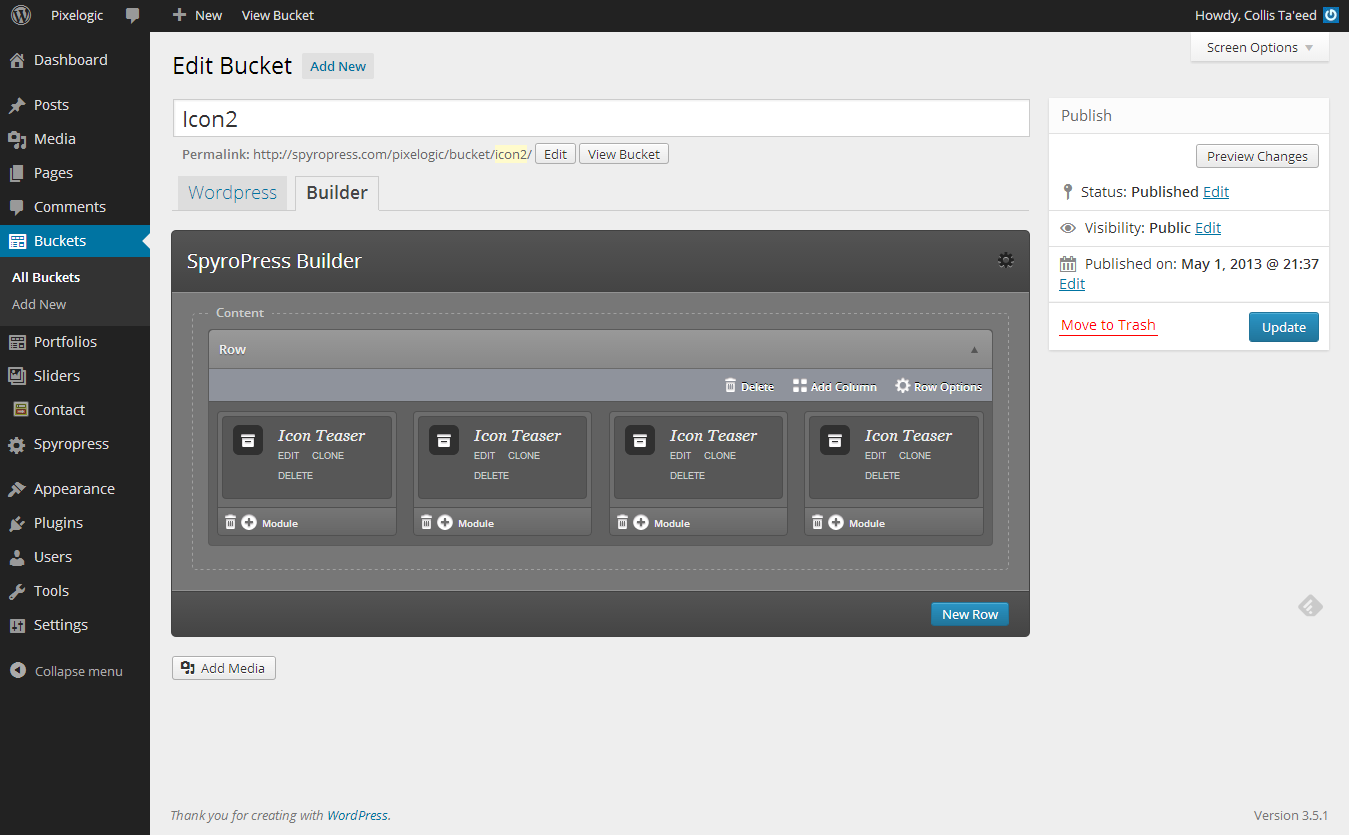 Pixelogic
New
View Bucket
Howdy, Collis Ta'eed
Dashboard
Posts
Media
Pages
Comments
Buckets
All Buckets
Add New
Portfolios
Sliders
Contact
Spyropress
Appearance
Plugins
Users
Tools
Settings
Collapse menu
Screen Options
Edit Bucket Add New
Icon2
Permalink: http://spyropress.com/pixelogic/bucket/icon2/ Edit View Bucket
Wordpress Builder
SpyroPress Builder
Content
Row
Delete Add Column Row Options
Icon Teaser
EDIT CLONE
DELETE
Module
Icon Teaser
EDIT CLONE
DELETE
Module
Icon Teaser
EDIT CLONE
DELETE
Module
Icon Teaser
EDIT CLONE
DELETE
Module
New Row
Add Media
Publish
Preview Changes
Status: Published Edit
Visibility: Public Edit
Published on: May 1, 2013 @ 21:37
Edit
Move to Trash Update
Thank you for creating with WordPress.
Version 3.5.1